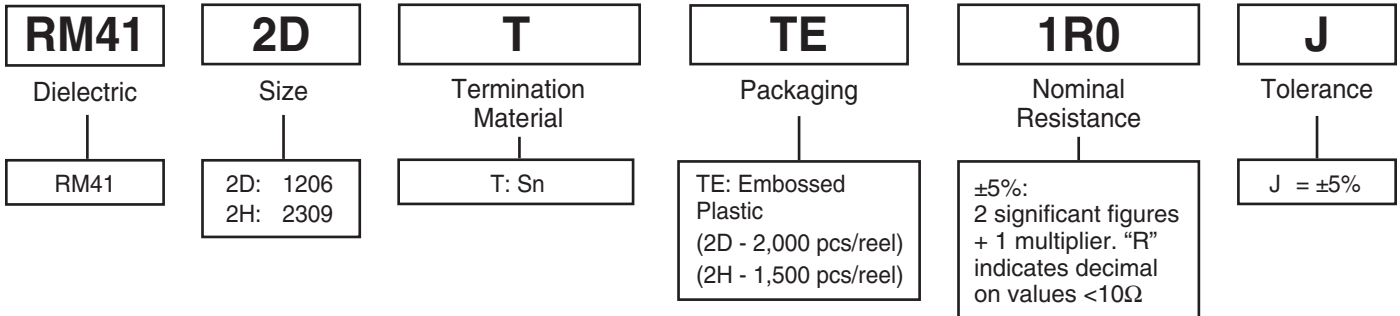 RM41 2D T TE 1R0 J
Dielectric Size Termination Material Packaging Nominal Resistance Tolerance
RM41
2D: 1206
2H: 2309
T: Sn
TE: Embossed
Plastic
(2D - 2,000 pcs/reel)
(2H - 1,500 pcs/reel)
±5%:
2 significant figures
+ 1 multiplier. “R”
indicates decimal
on values <10Ω
J = ±5%